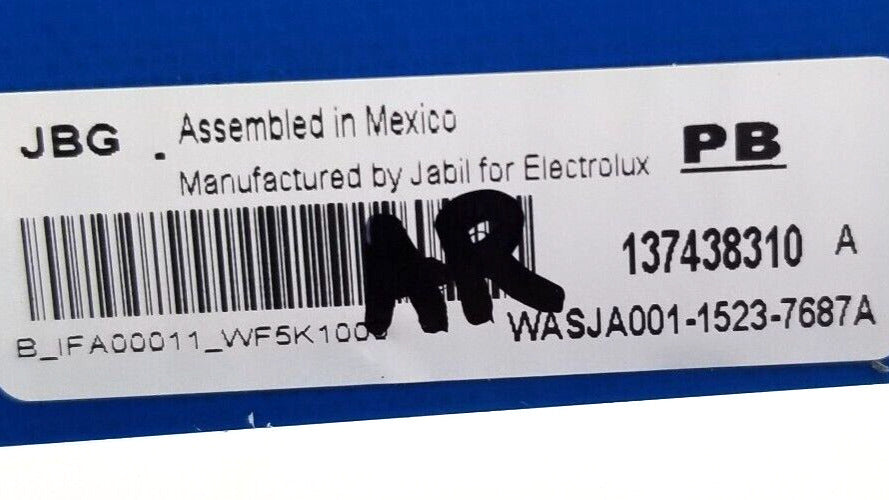 JBG . Assembled in Mexico
Manufactured by Jabil for Electrolux
PB
AR
137438310 A
B_IFA00011_WF5K100
WASJA001-1523-7687A